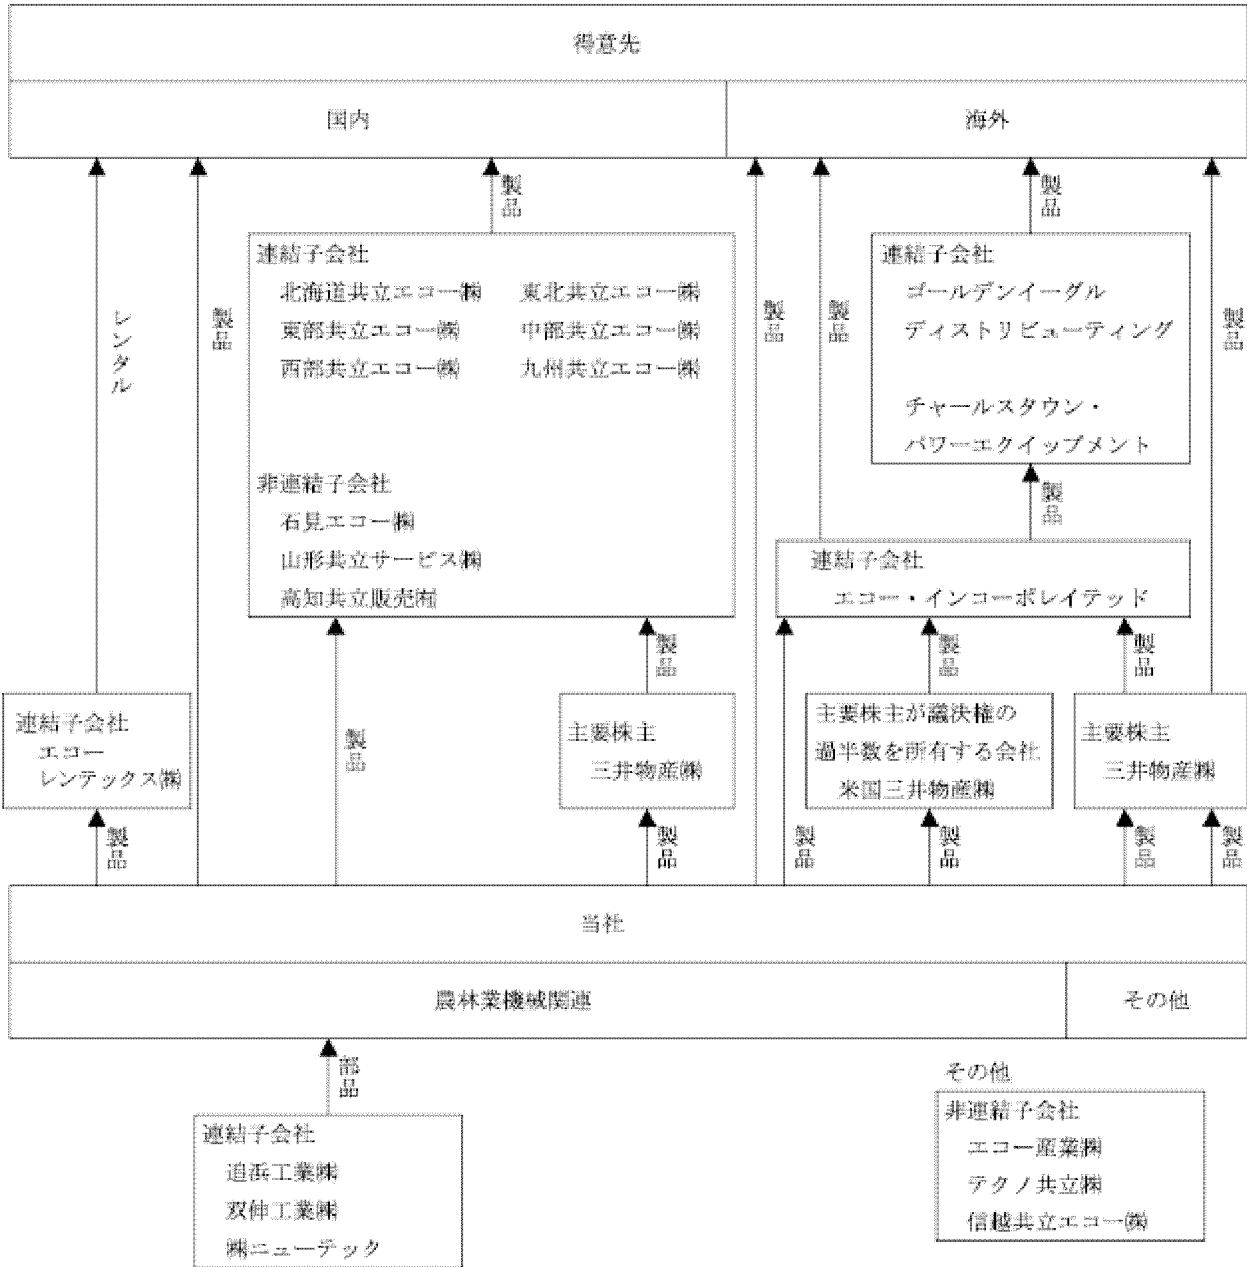 得意先
国内
海外
製品
製品
連結子会社
北海道共立エコー㈱ 東北共立エコー㈱
東部共立エコー㈱ 中部共立エコー㈱
西部共立エコー㈱ 九州共立エコー㈱
非連結子会社
石見エコー㈱
山形共立サービス㈱
高知共立販売㈲
連結子会社
ゴールデンイーグル
ディストリビューティング
チャールスタウン・
パワーエクイップメント
レンタル
製品
製品
製品
製品
製品
連結子会社
エコー・インコーポレイテッド
製品
製品
製品
連結子会社
エコー
レンテックス㈱
製品
主要株主
三井物産㈱
主要株主が議決権の
過半数を所有する会社
米国三井物産㈱
主要株主
三井物産㈱
製品
製品
製品
製品
製品
製品
当社
農林業機械関連
その他
部品
連結子会社
追浜工業㈱
双伸工業㈱
㈱ニューテック
その他
非連結子会社
エコー産業㈱
テクノ共立㈱
信越共立エコー㈱